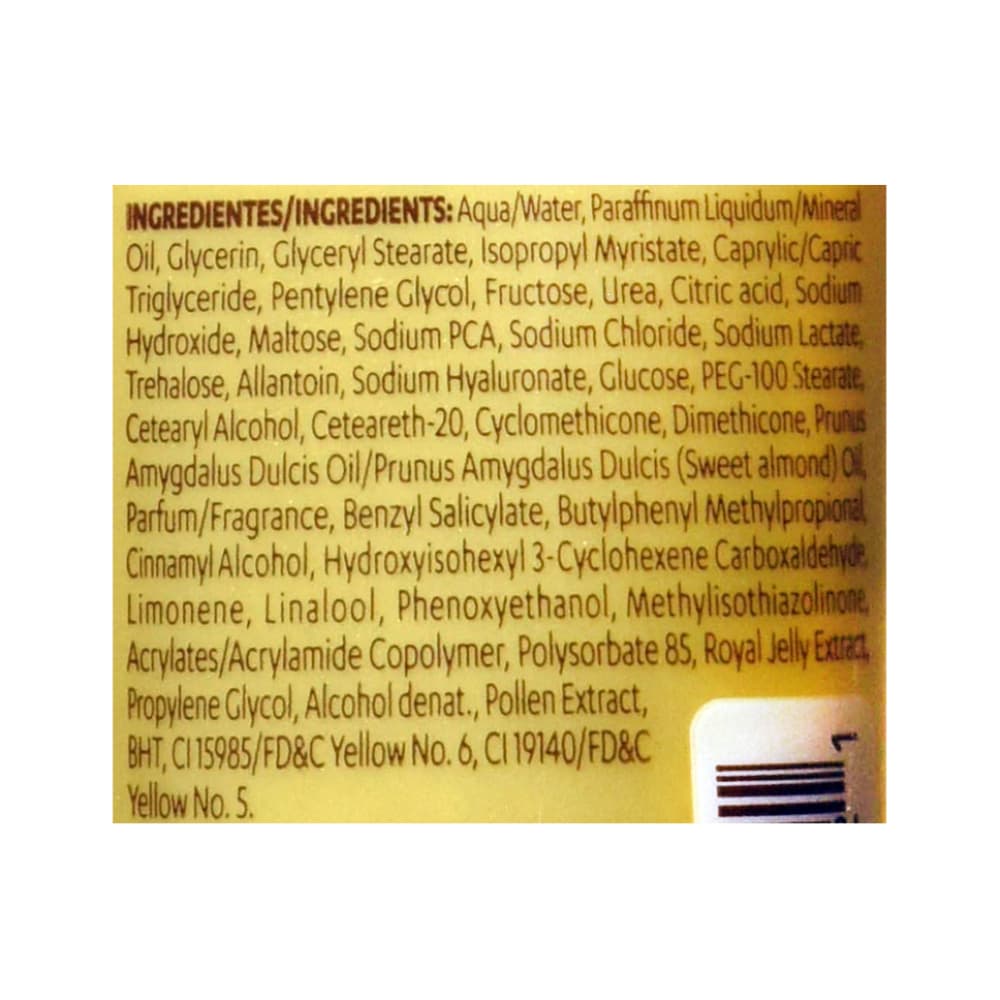 INGREDIENTES/INGREDIENTS: Aqua/Water, Paraffinum Liquidum/Mineral
Oil, Glycerin, Glyceryl Stearate, Isopropyl Myristate, Caprylic/Capric
Triglyceride, Pentylene Glycol, Fructose, Urea, Citric acid, Sodium
Hydroxide, Maltose, Sodium PCA, Sodium Chloride, Sodium Lactate,
Trehalose, Allantoin, Sodium Hyaluronate, Glucose, PEG-100 Stearate,
Cetearyl Alcohol, Ceteareth-20, Cyclomethicone, Dimethicone, Prunus
Amygdalus Dulcis Oil/Prunus Amygdalus Dulcis (Sweet almond) Oil,
Parfum/Fragrance, Benzyl Salicylate, Butylphenyl Methylpropional,
Cinnamyl Alcohol, Hydroxyisohexyl 3-Cyclohexene Carboxaldehyde,
Limonene, Linalool, Phenoxyethanol, Methylisothiazolinone,
Acrylates/Acrylamide Copolymer, Polysorbate 85, Royal Jelly Extract,
Propylene Glycol, Alcohol denat., Pollen Extract,
BHT, CI 15985/FD&C Yellow No. 6, CI 19140/FD&C
Yellow No. 5.
1